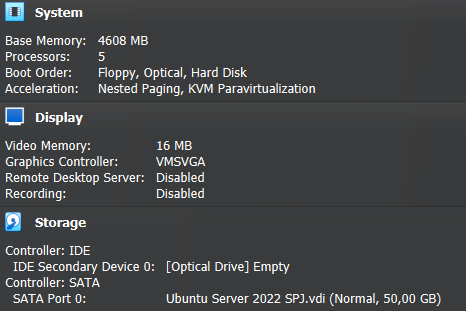 System
Base Memory: 4608 MB
Processors: 5
Boot Order: Floppy, Optical, Hard Disk
Acceleration: Nested Paging, KVM Paravirtualization
Display
Video Memory: 16 MB
Graphics Controller: VMSVGA
Remote Desktop Server: Disabled
Recording: Disabled
Storage
Controller: IDE
IDE Secondary Device 0: [Optical Drive] Empty
Controller: SATA
SATA Port 0: Ubuntu Server 2022 SPJ.vdi (Normal, 50,00 GB)